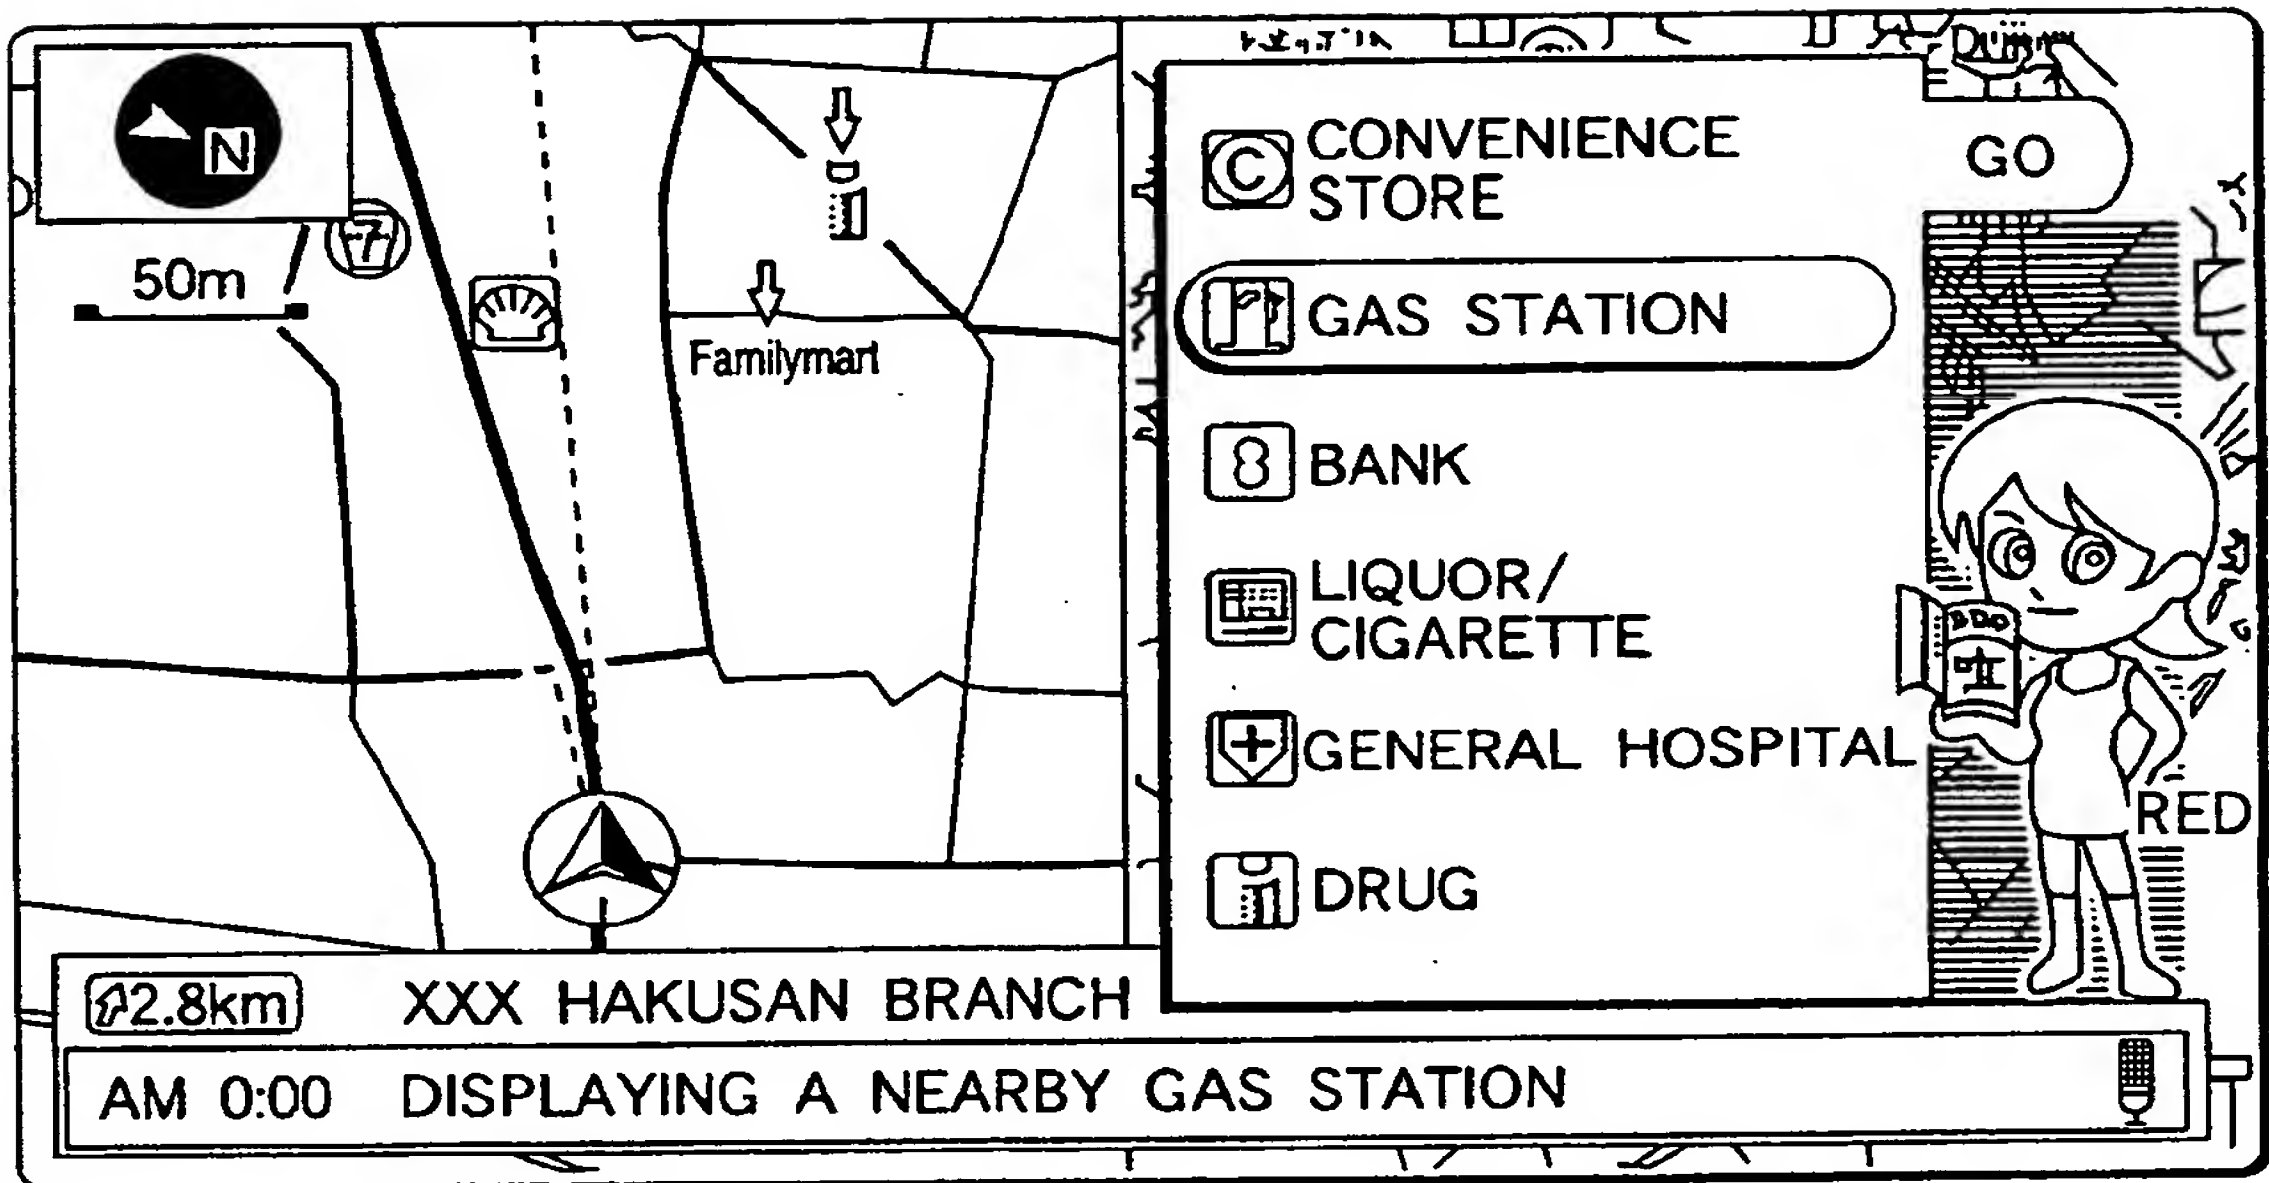 N
7
50m
Familymart
CONVENIENCE
STORE
GO
GAS STATION
BANK
LIQUOR/
CIGARETTE
GENERAL HOSPITAL
DRUG
RED
2.8km
XXX HAKUSAN BRANCH
AM 0:00
DISPLAYING A NEARBY GAS STATION